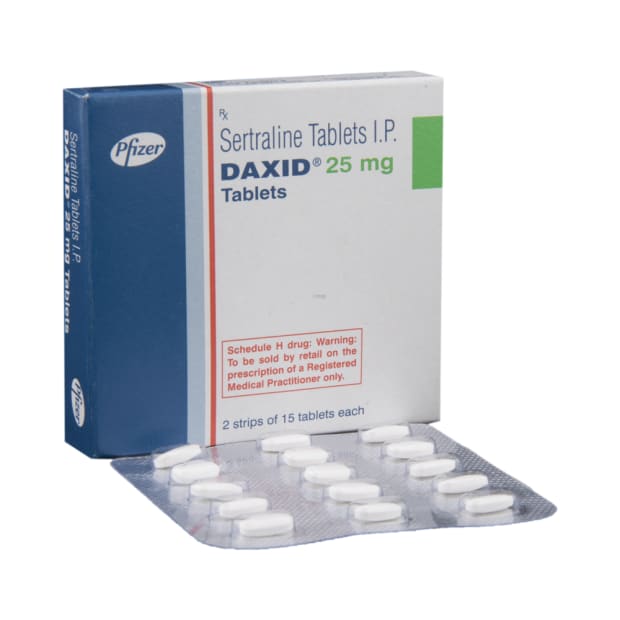 Pfizer
Rx
Sertraline Tablets I.P.
DAXID® 25 mg
Tablets
Schedule H drug: Warning:
To be sold by retail on the
prescription of a Registered
Medical Practitioner only.
2 strips of 15 tablets each
Sertraline Tablets I.P.
DAXID® 25 mg Tablets
Pfizer